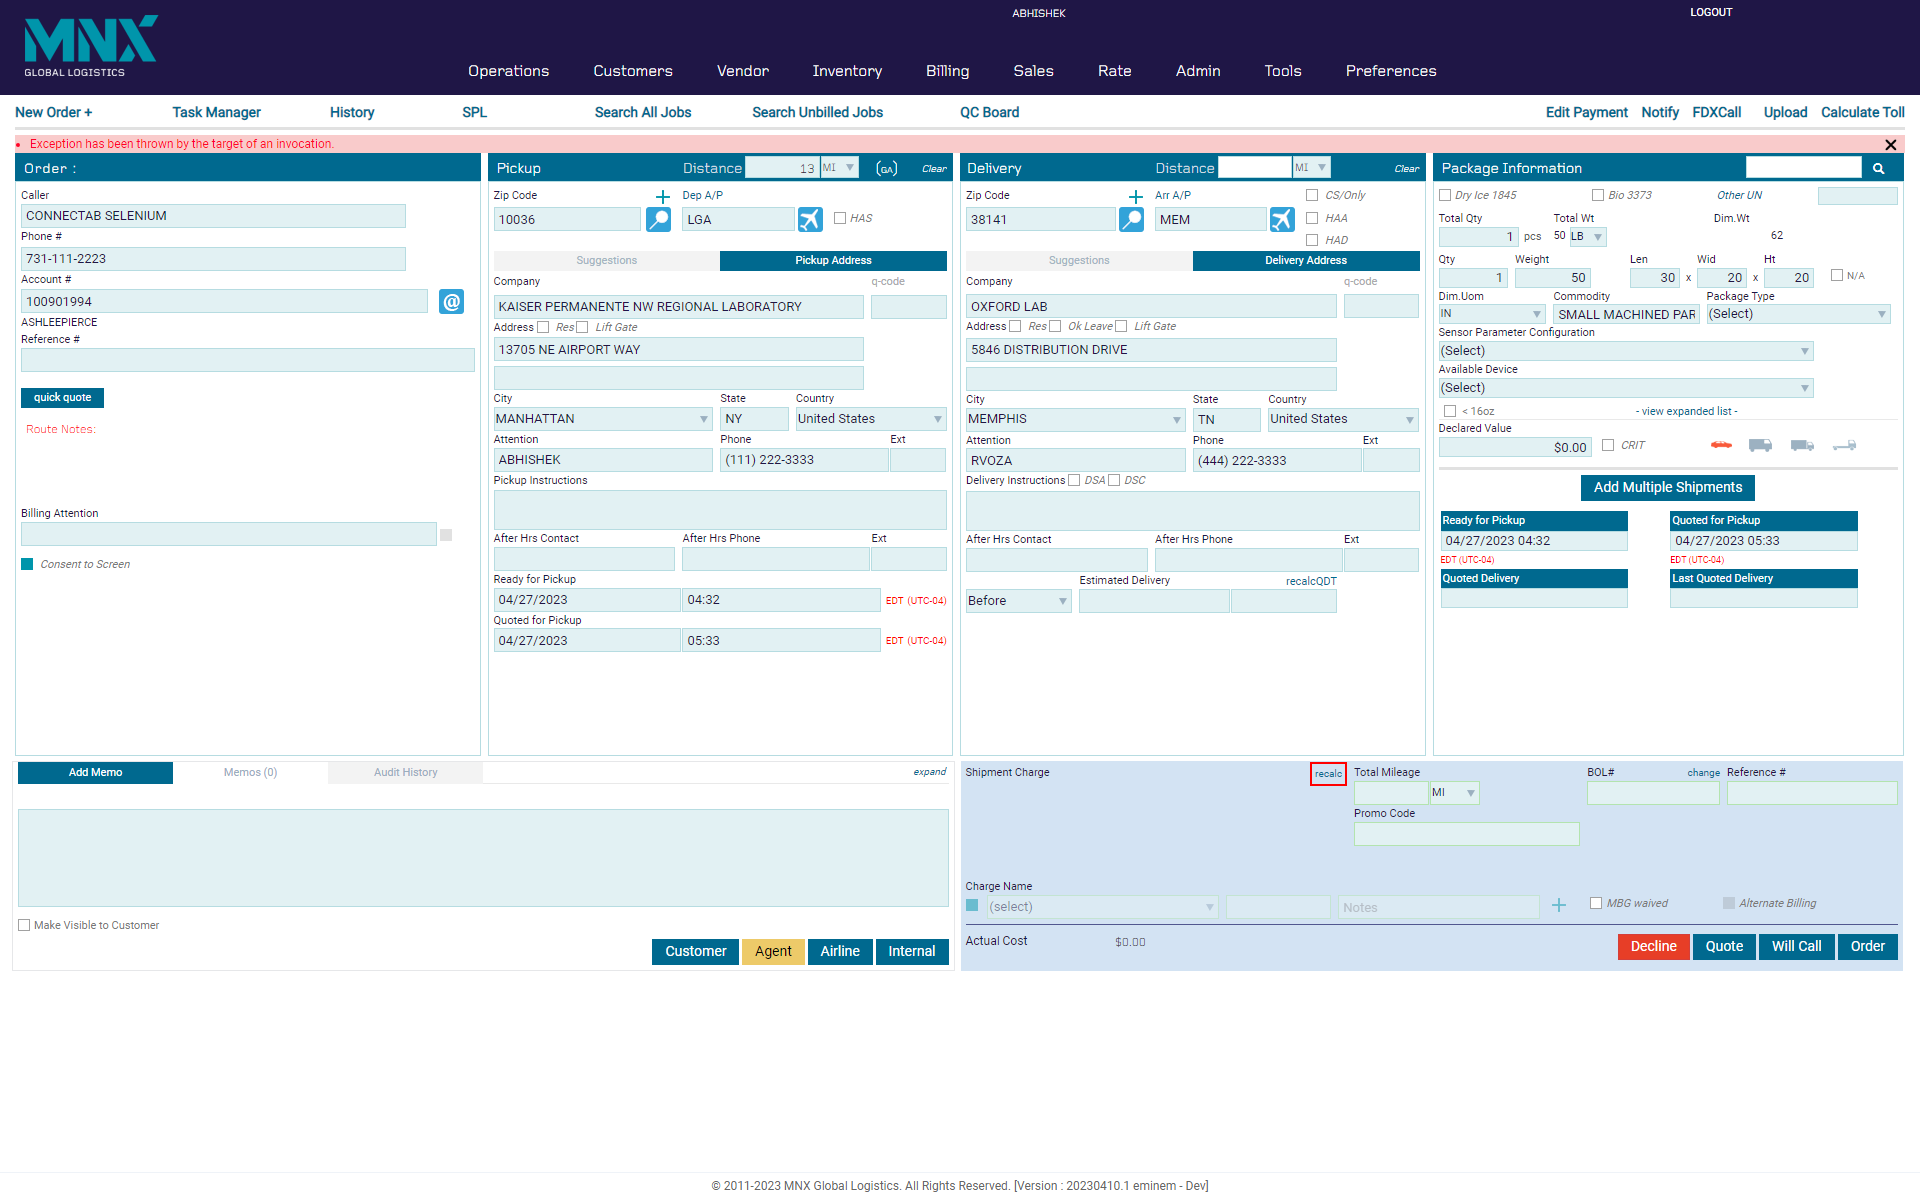 ABHISHEK
LOGOUT
MNX
GLOBAL LOGISTICS
Operations Customers Vendor Inventory Billing Sales Rate Admin Tools Preferences
New Order + Task Manager History SPL Search All Jobs Search Unbilled Jobs QC Board Edit Payment Notify FDXCall Upload Calculate Toll
Exception has been thrown by the target of an invocation.
Order :
Caller
CONNECTAB SELENIUM
Phone #
731-111-2223
Account #
100901994 @
ASHLEEPIERCE
Reference #
quick quote
Route Notes:
Billing Attention
Consent to Screen
Pickup Distance 13 MI (GA) Clear
Zip Code Dep A/P
10036 LGA HAS
Suggestions Pickup Address
Company q-code
KAISER PERMANENTE NW REGIONAL LABORATORY
Address Res Lift Gate
13705 NE AIRPORT WAY
City State Country
MANHATTAN NY United States
Attention Phone Ext
ABHISHEK (111) 222-3333
Pickup Instructions
After Hrs Contact After Hrs Phone Ext
Ready for Pickup
04/27/2023 04:32 EDT (UTC-04)
Quoted for Pickup
04/27/2023 05:33 EDT (UTC-04)
Delivery Distance MI Clear
Zip Code Arr A/P CS/Only
38141 MEM HAA
HAD
Suggestions Delivery Address
Company q-code
OXFORD LAB
Address Res Ok Leave Lift Gate
5846 DISTRIBUTION DRIVE
City State Country
MEMPHIS TN United States
Attention Phone Ext
RVOZA (444) 222-3333
Delivery Instructions DSA DSC
After Hrs Contact After Hrs Phone Ext
Estimated Delivery recalcQDT
Before
Package Information
Dry Ice 1845 Bio 3373 Other UN
Total Qty Total Wt Dim.Wt
1 pcs 50 LB 62
Qty Weight Len Wid Ht
1 50 30 x 20 x 20 N/A
Dim.Uom Commodity Package Type
IN SMALL MACHINED PAR (Select)
Sensor Parameter Configuration
(Select)
Available Device
(Select)
< 16oz - view expanded list -
Declared Value
$0.00 CRIT
Add Multiple Shipments
Ready for Pickup Quoted for Pickup
04/27/2023 04:32 04/27/2023 05:33
EDT (UTC-04) EDT (UTC-04)
Quoted Delivery Last Quoted Delivery
Add Memo Memos (0) Audit History expand
Make Visible to Customer
Customer Agent Airline Internal
Shipment Charge recalc Total Mileage BOL# change Reference #
MI
Promo Code
Charge Name
(select) Notes MBG waived Alternate Billing
Actual Cost $0.00
Decline Quote Will Call Order
© 2011-2023 MNX Global Logistics. All Rights Reserved. [Version : 20230410.1 eminem - Dev]